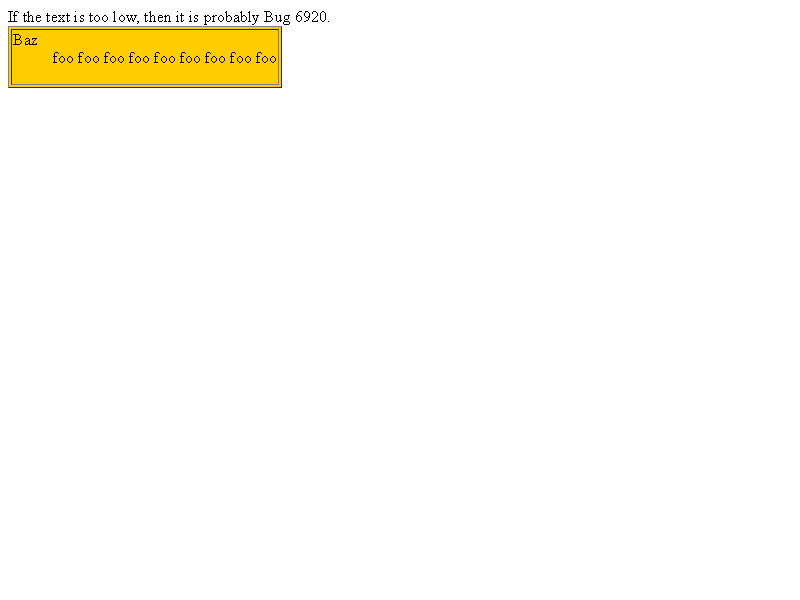 If the text is too low, then it is probably Bug 6920.
Baz
foo foo foo foo foo foo foo foo foo